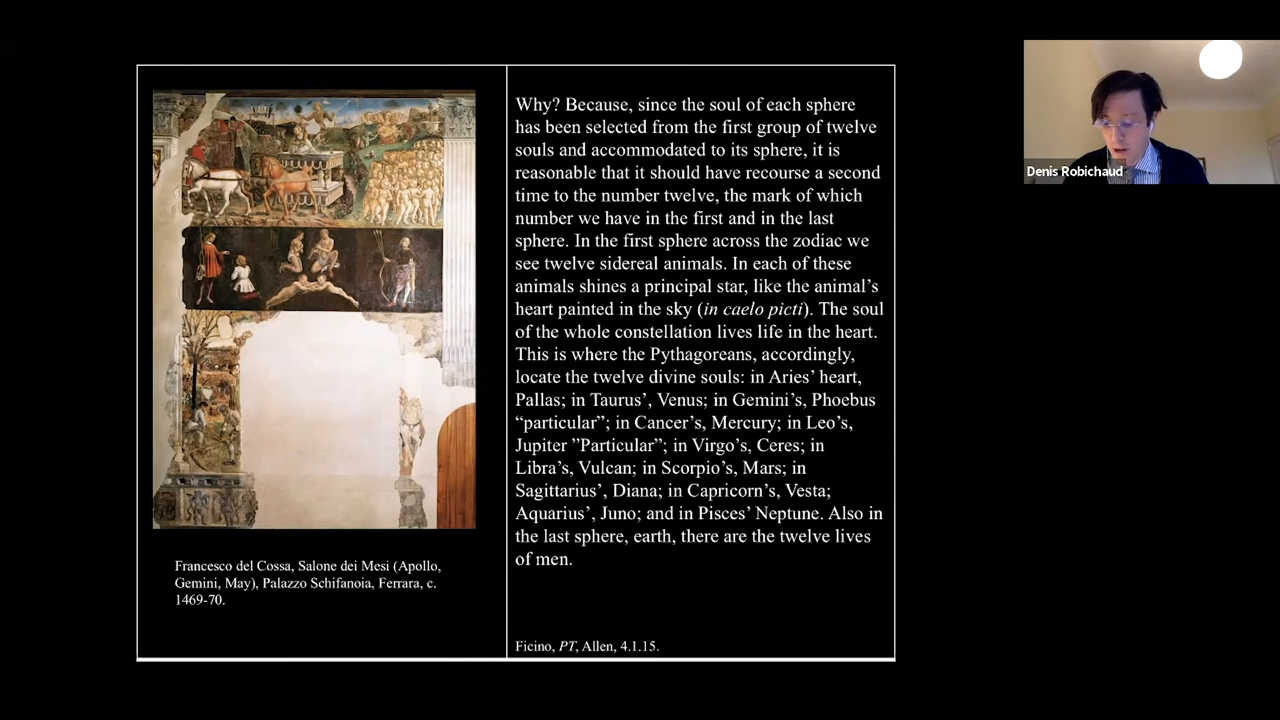 Why? Because, since the soul of each sphere
has been selected from the first group of twelve
souls and accommodated to its sphere, it is
reasonable that it should have recourse a second
time to the number twelve, the mark of which
number we have in the first and in the last
sphere. In the first sphere across the zodiac we
see twelve sidereal animals. In each of these
animals shines a principal star, like the animal’s
heart painted in the sky (in caelo picti). The soul
of the whole constellation lives life in the heart.
This is where the Pythagoreans, accordingly,
locate the twelve divine souls: in Aries’ heart,
Pallas; in Taurus’, Venus; in Gemini’s, Phoebus
“particular”; in Cancer’s, Mercury; in Leo’s,
Jupiter ”Particular”; in Virgo’s, Ceres; in
Libra’s, Vulcan; in Scorpio’s, Mars; in
Sagittarius’, Diana; in Capricorn’s, Vesta;
Aquarius’, Juno; and in Pisces’ Neptune. Also in
the last sphere, earth, there are the twelve lives
of men.
Francesco del Cossa, Salone dei Mesi (Apollo,
Gemini, May), Palazzo Schifanoia, Ferrara, c.
1469-70.
Ficino, PT, Allen, 4.1.15.
Denis Robichaud